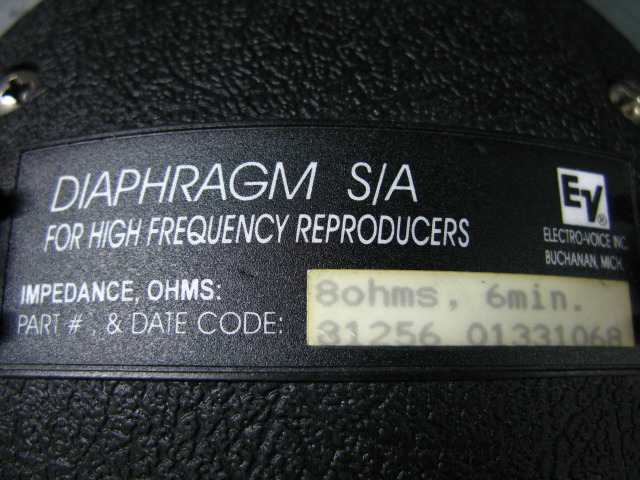 DIAPHRAGM S/A
FOR HIGH FREQUENCY REPRODUCERS
EV®
ELECTRO-VOICE INC.
BUCHANAN, MICH.
IMPEDANCE, OHMS: 8ohms, 6min.
PART #, & DATE CODE: 81256 01331068